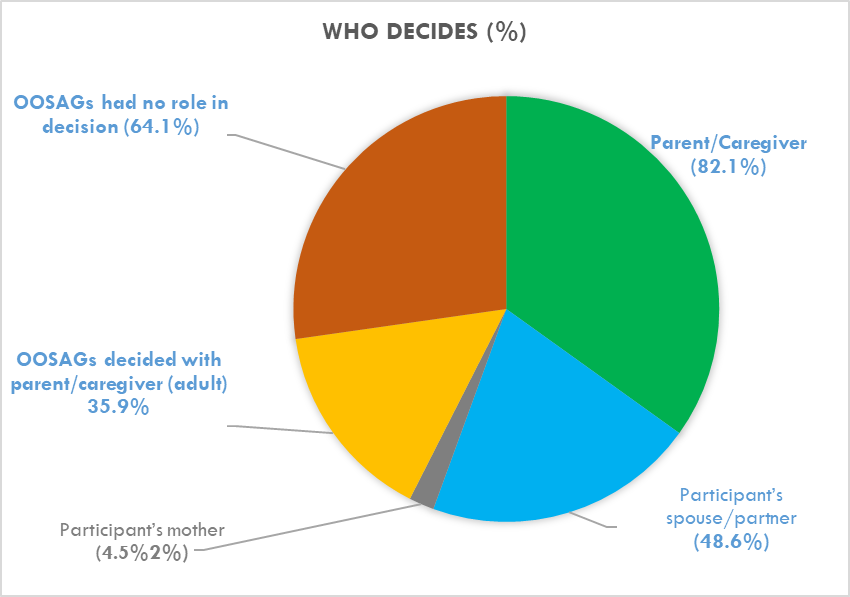 WHO DECIDES (%)
OOSAGs had no role in
decision (64.1%)
Parent/Caregiver
(82.1%)
OOSAGs decided with
parent/caregiver (adult)
35.9%
Participant's
spouse/partner
(48.6%)
Participant's mother
(4.5%2%)